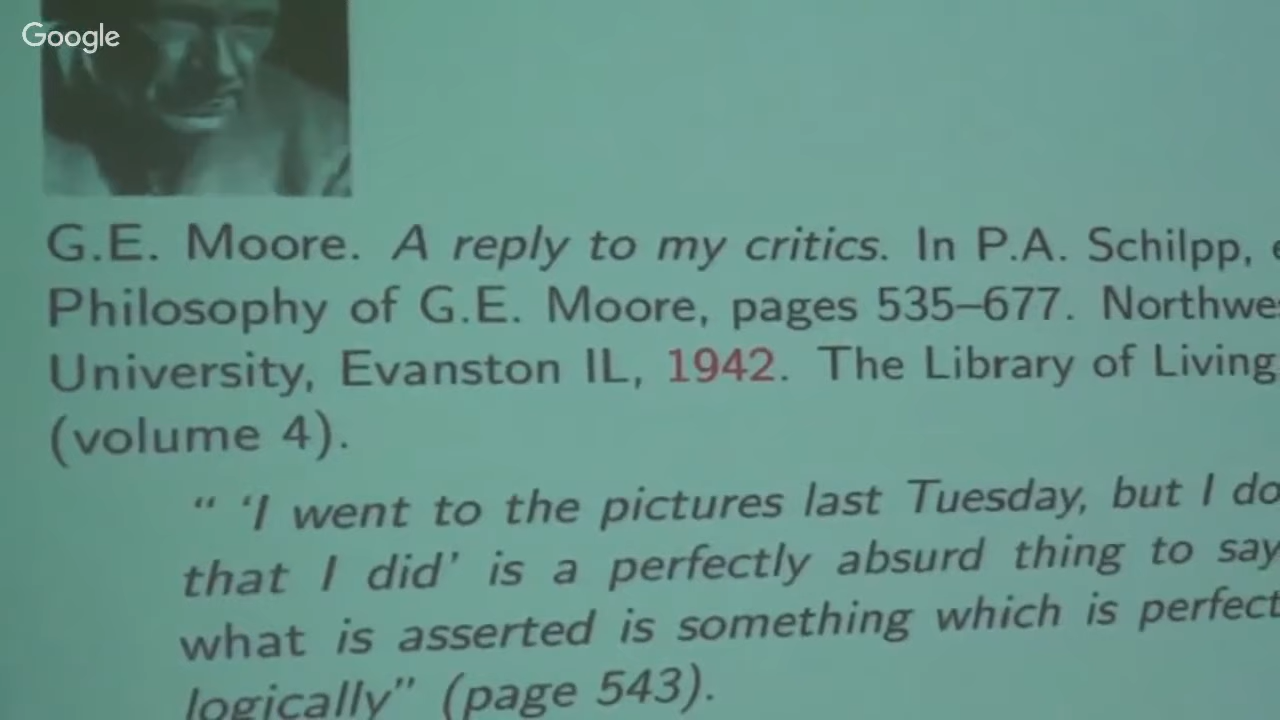 Google
G.E. Moore. A reply to my critics. In P.A. Schilpp,
Philosophy of G.E. Moore, pages 535–677. Northwe
University, Evanston IL, 1942. The Library of Living
(volume 4).
“ ‘I went to the pictures last Tuesday, but I do
that I did’ is a perfectly absurd thing to say
what is asserted is something which is perfect
logically” (page 543).